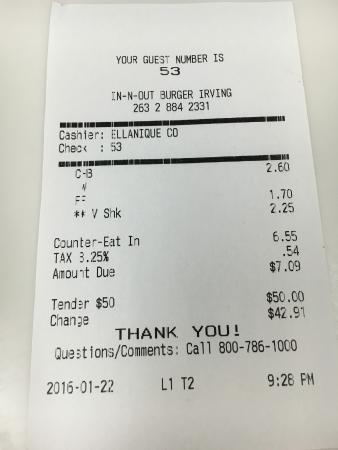 YOUR GUEST NUMBER IS
53
IN-N-OUT BURGER IRVING
263 2 884 2331
Cashier: ELLANIQUE CO
Check : 53
C-B 2.60
FF 1.70
** V Shk 2.25
Counter-Eat In 6.55
TAX 8.25% .54
Amount Due $7.09
Tender $50 $50.00
Change $42.91
THANK YOU!
Questions/Comments: Call 800-786-1000
2016-01-22 L1 T2 9:28 PM